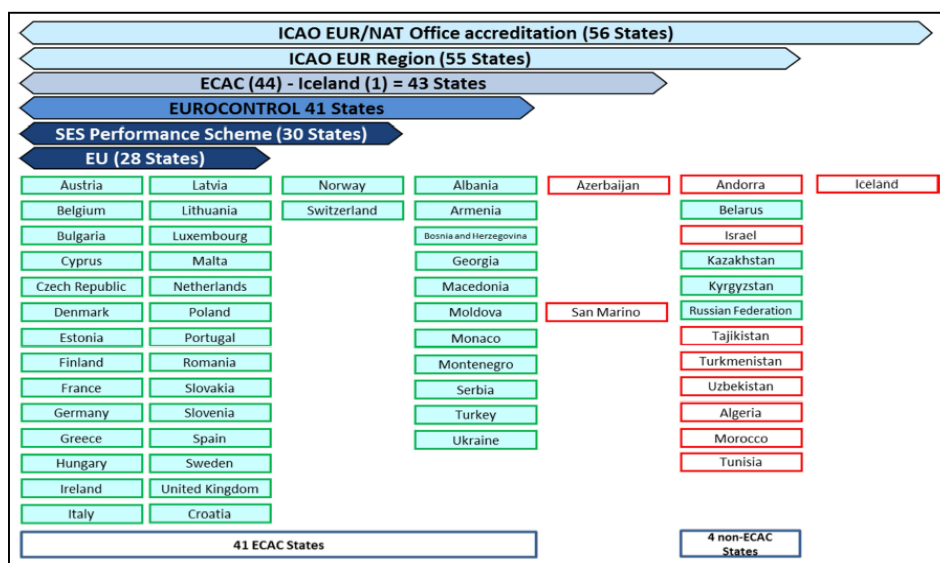 ICAO EUR/NAT Office accreditation (56 States)
ICAO EUR Region (55 States)
ECAC (44) - Iceland (1) = 43 States
EUROCONTROL 41 States
SES Performance Scheme (30 States)
EU (28 States)
Austria Latvia Norway Albania Azerbaijan Andorra Iceland
Belgium Lithuania Switzerland Armenia Belarus
Bulgaria Luxembourg Bosnia and Herzegovina Israel
Cyprus Malta Georgia Kazakhstan
Czech Republic Netherlands Macedonia Kyrgyzstan
Denmark Poland Moldova San Marino Russian Federation
Estonia Portugal Monaco Tajikistan
Finland Romania Montenegro Turkmenistan
France Slovakia Serbia Uzbekistan
Germany Slovenia Turkey Algeria
Greece Spain Ukraine Morocco
Hungary Sweden Tunisia
Ireland United Kingdom
Italy Croatia
41 ECAC States
4 non-ECAC
States